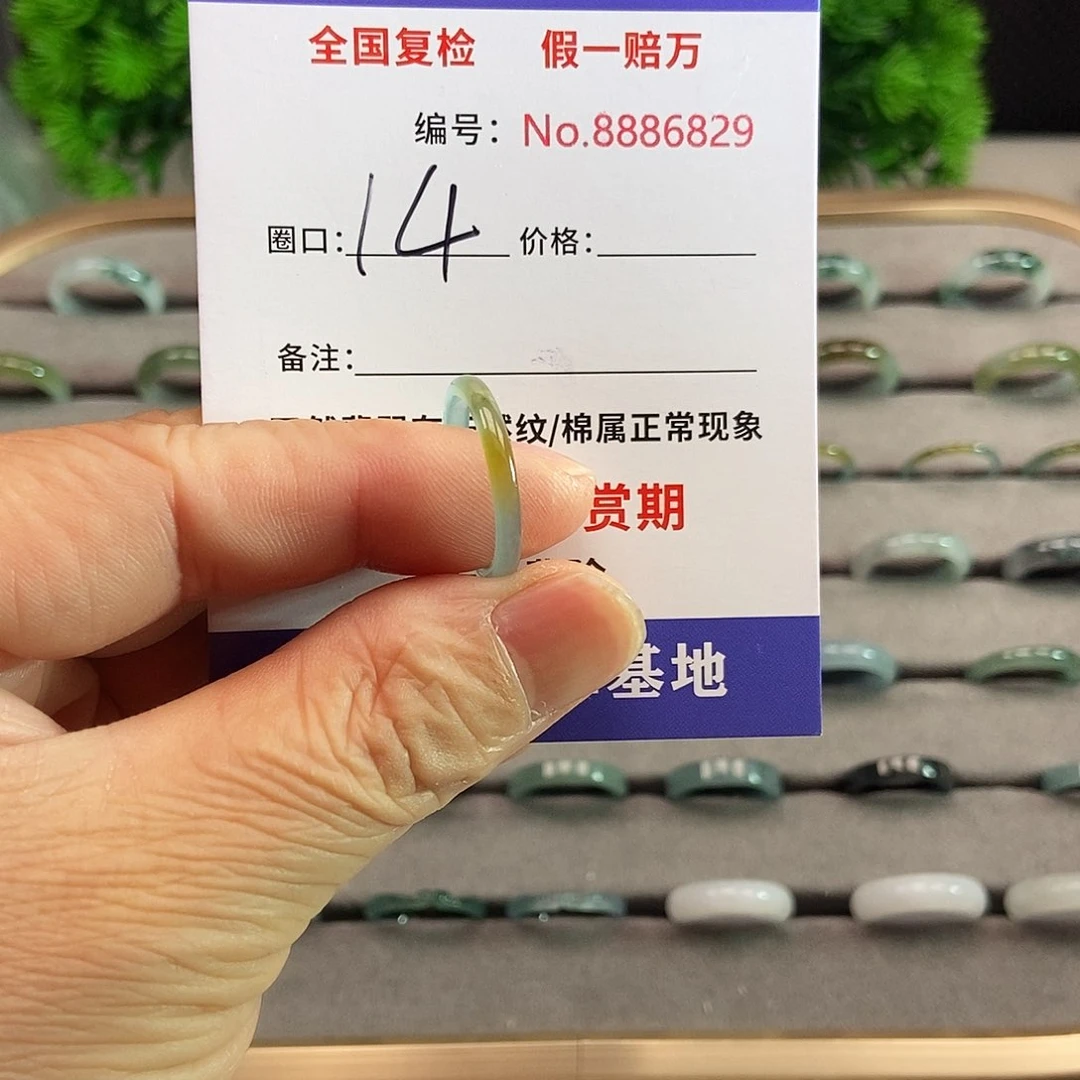 全国复检 假一赔万
编号：No.8886829
圈口：14 价格：
备注：
纹/棉属正常现象
赏期
基地